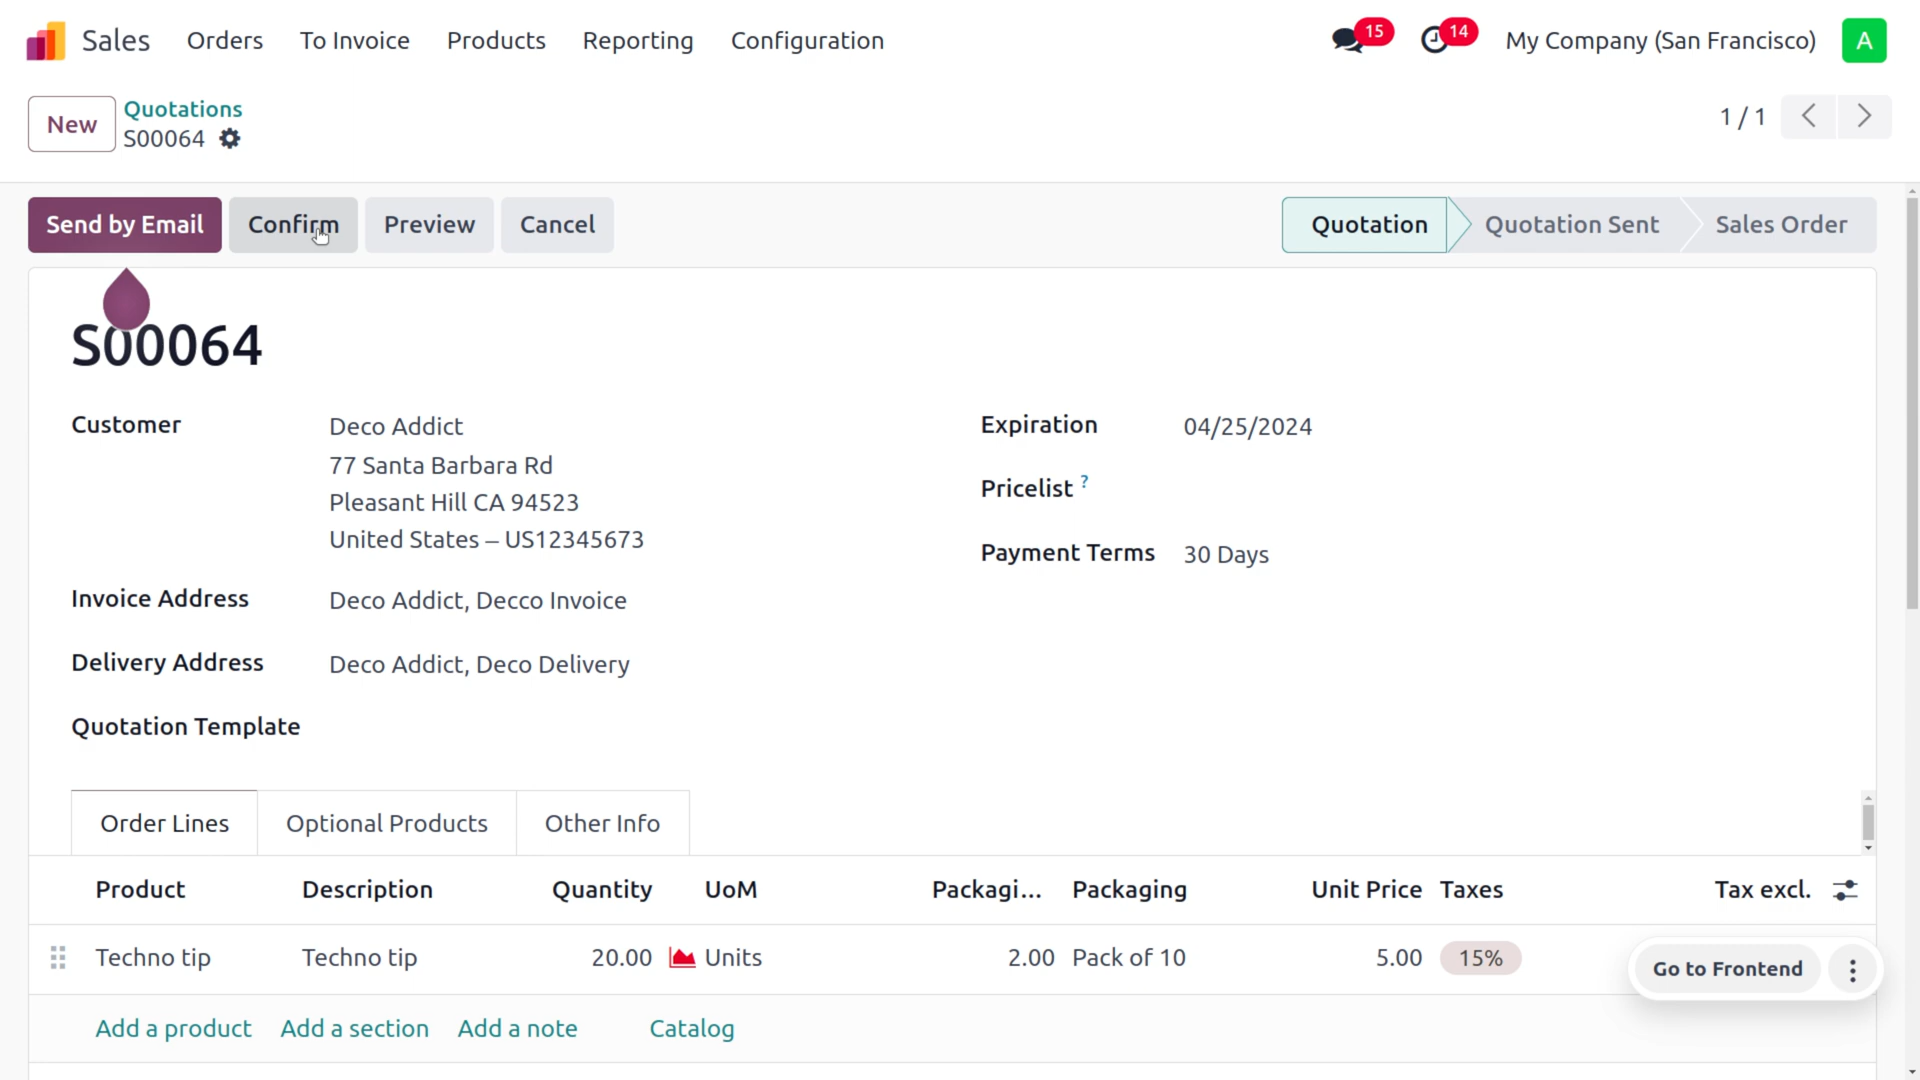 Sales Orders To Invoice Products Reporting Configuration 15 14 My Company (San Francisco) A
New Quotations 1 / 1
S00064
Send by Email Confirm Preview Cancel Quotation Quotation Sent Sales Order
S00064
Customer Deco Addict Expiration 04/25/2024
77 Santa Barbara Rd
Pleasant Hill CA 94523 Pricelist ?
United States – US12345673 Payment Terms 30 Days
Invoice Address Deco Addict, Decco Invoice
Delivery Address Deco Addict, Deco Delivery
Quotation Template
Order Lines Optional Products Other Info
Product Description Quantity UoM Packagi... Packaging Unit Price Taxes Tax excl.
Techno tip Techno tip 20.00 Units 2.00 Pack of 10 5.00 15%
Go to Frontend
Add a product Add a section Add a note Catalog